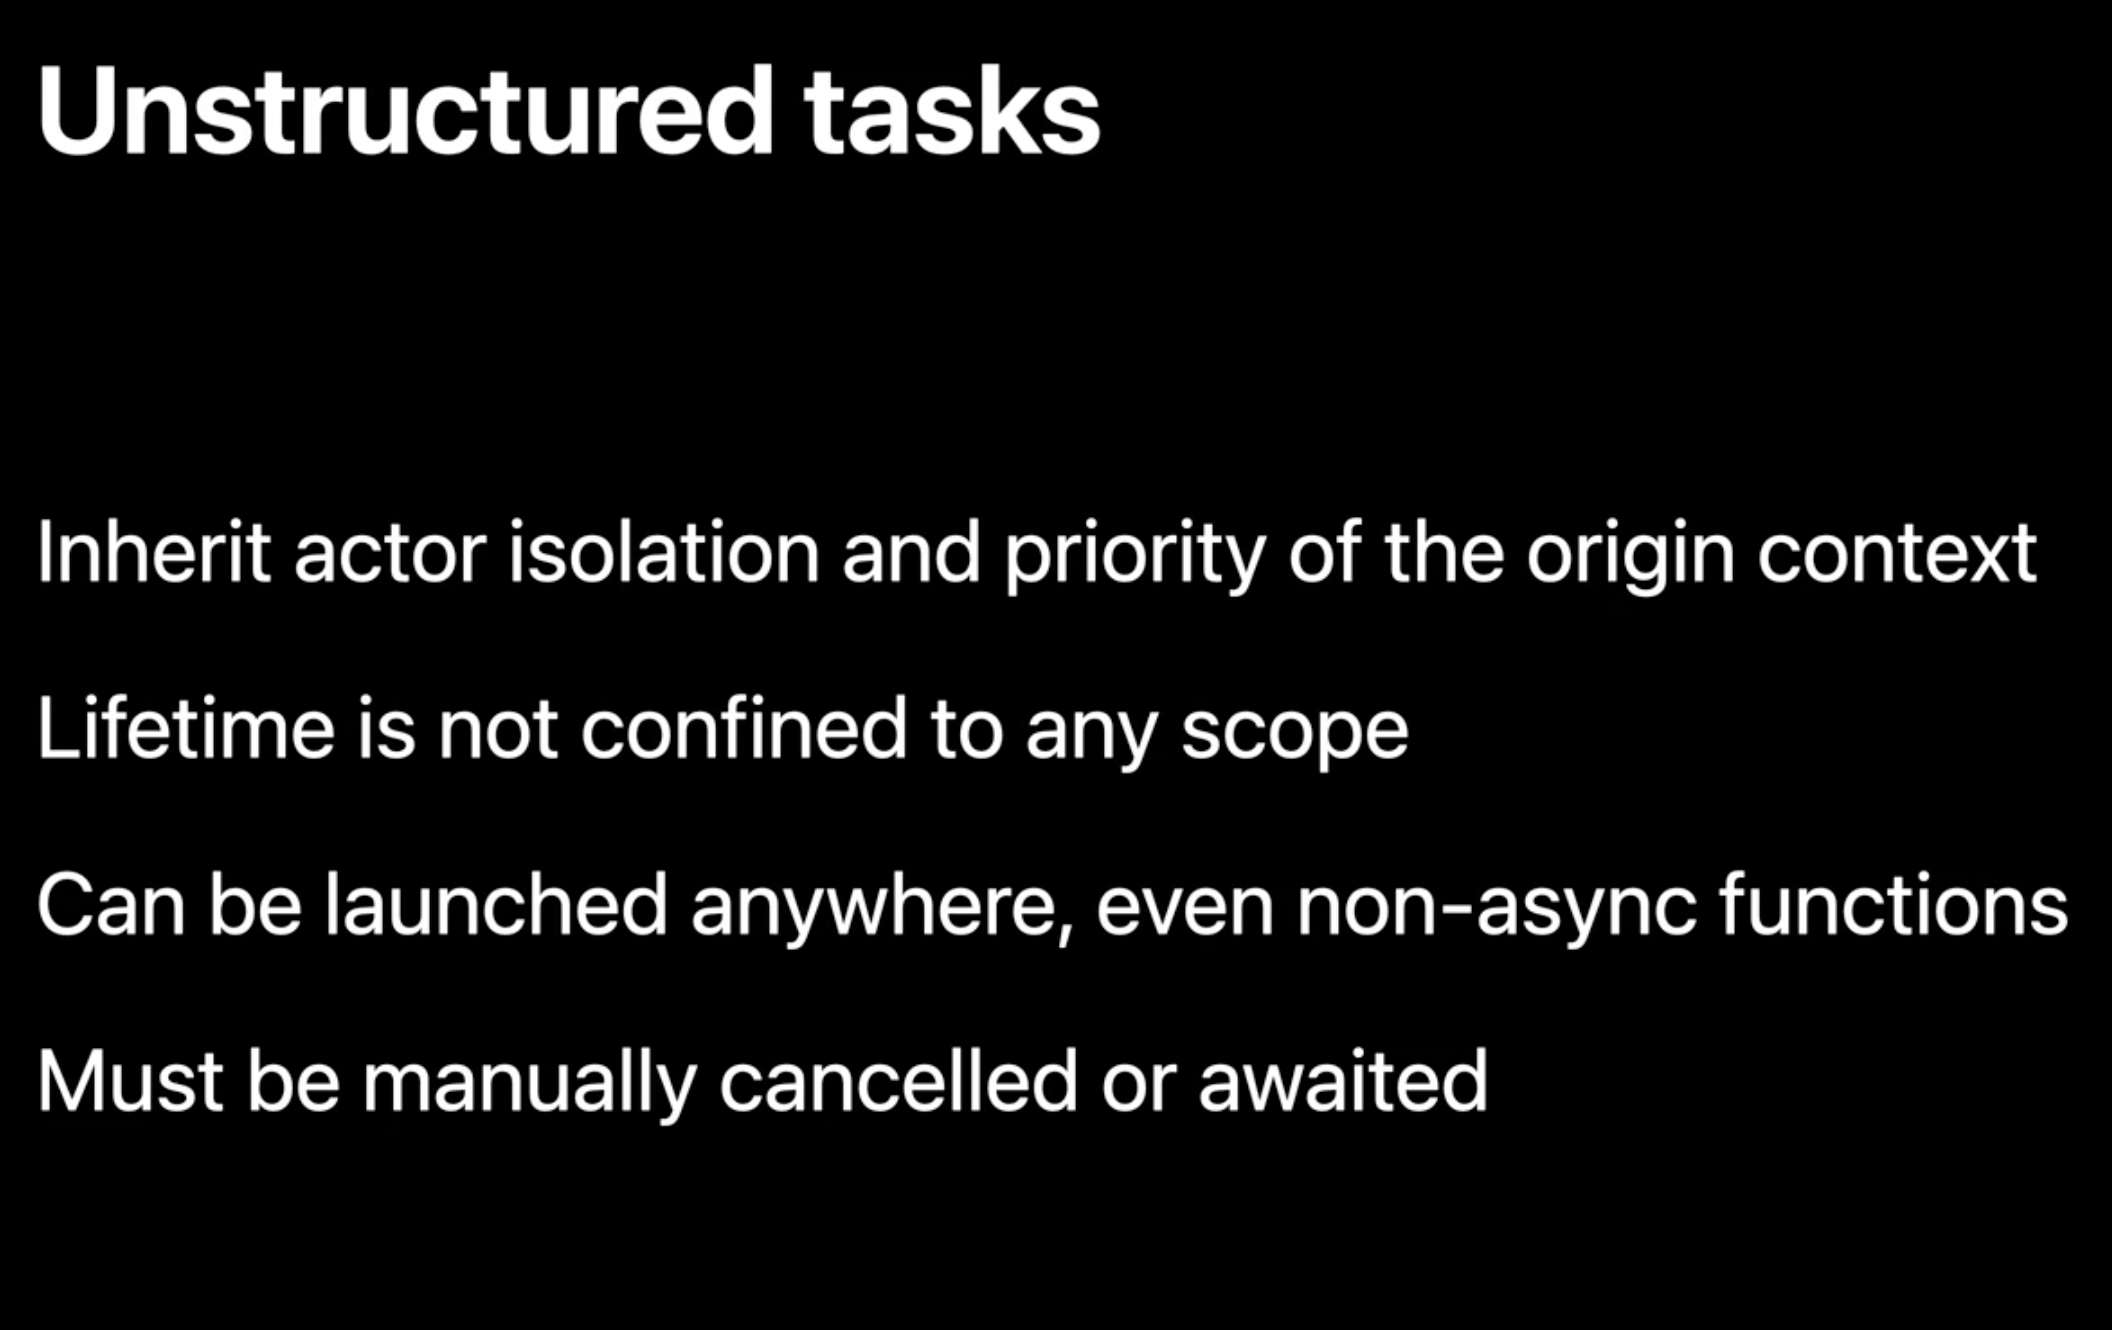 Unstructured tasks
Inherit actor isolation and priority of the origin context
Lifetime is not confined to any scope
Can be launched anywhere, even non-async functions
Must be manually cancelled or awaited